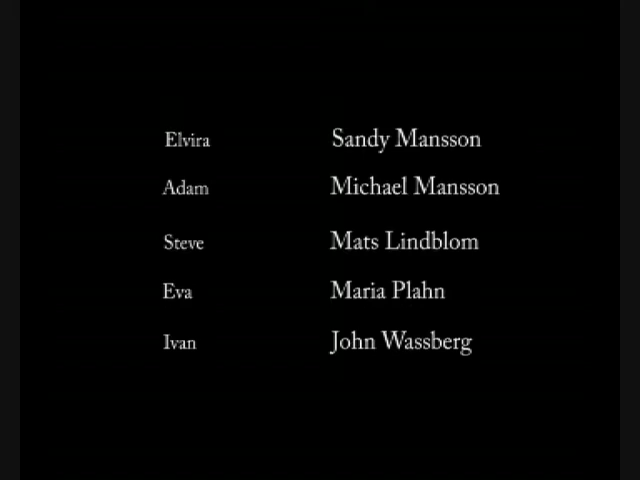 Elvira Sandy Mansson
Adam Michael Mansson
Steve Mats Lindblom
Eva Maria Plahn
Ivan John Wassberg